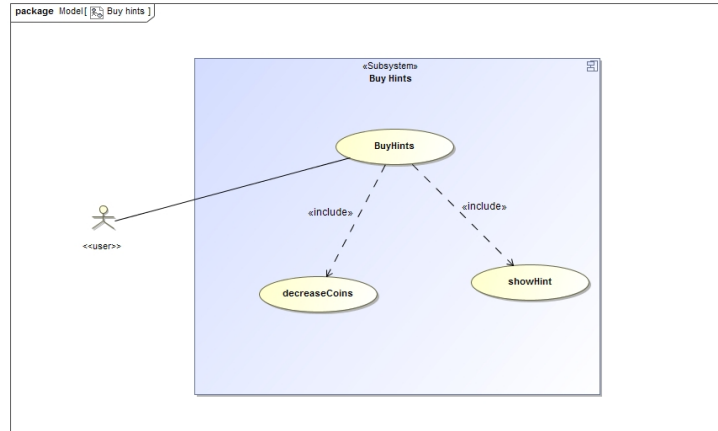 package Model[ Buy hints ]
«Subsystem»
Buy Hints
BuyHints
«include»
«include»
<<user>>
decreaseCoins
showHint